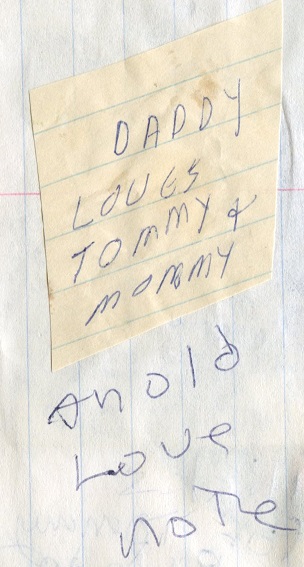 DADDY
LOVES
TOMMY &
MOMMY
An old
Love
note